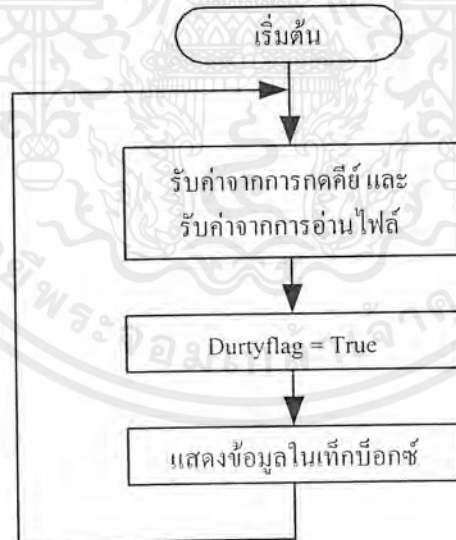 เริ่มต้น
รับค่าจากการกดคีย์ และ
รับค่าจากการอ่านไฟล์
Durtyflag = True
แสดงข้อมูลในเท็กบ็อกซ์